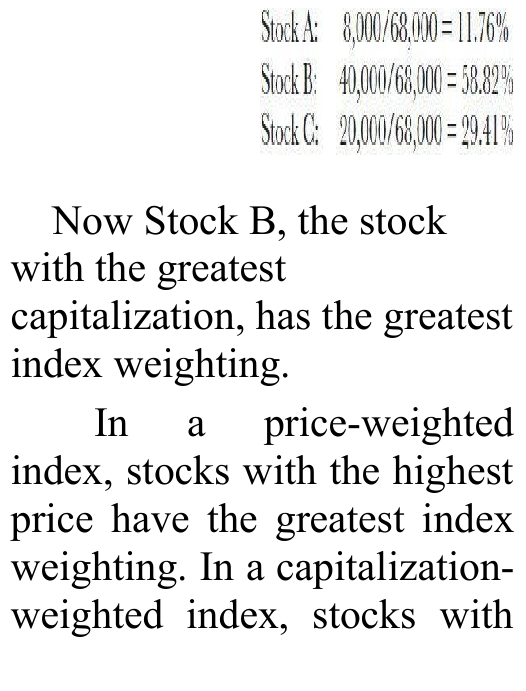 Stock A: 8,000/68,000 = 11.76%
Stock B: 40,000/68,000 = 58.82%
Stock C: 20,000/68,000 = 29.41%
Now Stock B, the stock
with the greatest
capitalization, has the greatest
index weighting.
In a price-weighted
index, stocks with the highest
price have the greatest index
weighting. In a capitalization-
weighted index, stocks with